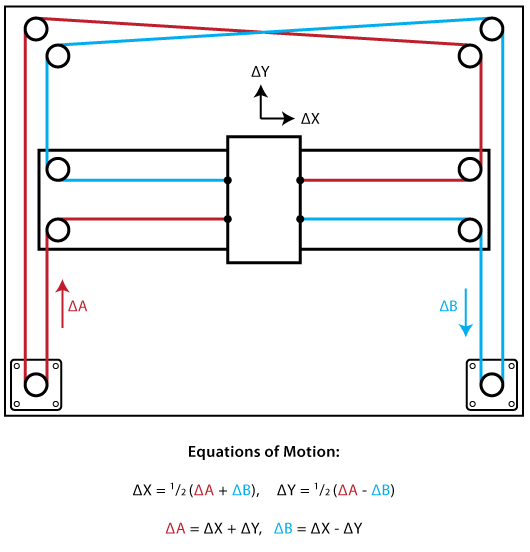 ΔY
ΔX
ΔA
ΔB
Equations of Motion:
ΔX = ¹/₂ (ΔA + ΔB),   ΔY = ¹/₂ (ΔA - ΔB)
ΔA = ΔX + ΔY,   ΔB = ΔX - ΔY